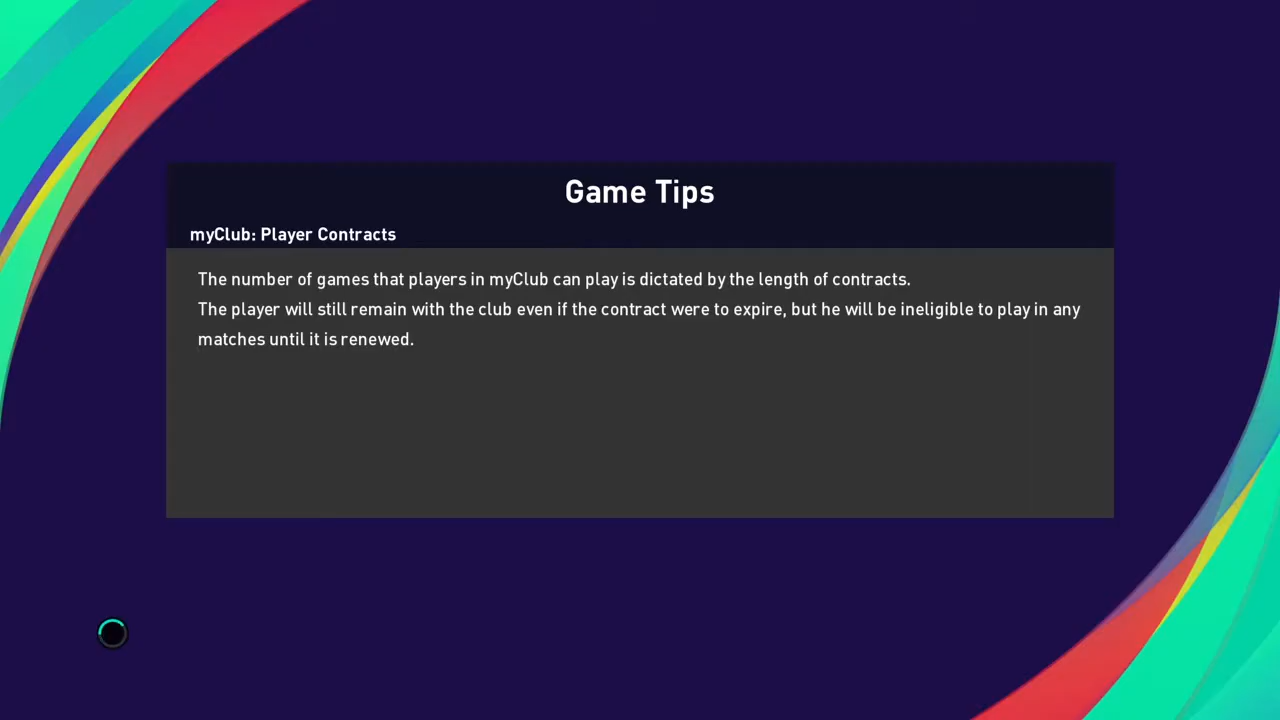 Game Tips
myClub: Player Contracts
The number of games that players in myClub can play is dictated by the length of contracts.
The player will still remain with the club even if the contract were to expire, but he will be ineligible to play in any
matches until it is renewed.